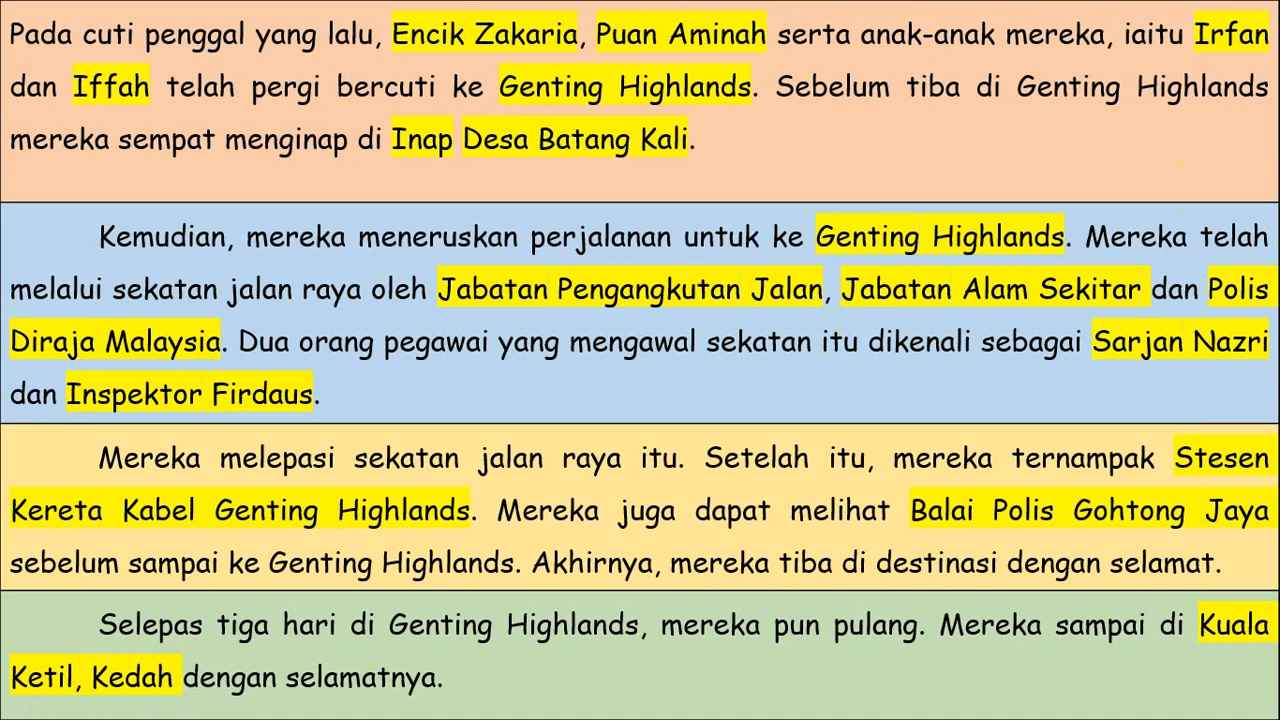 Pada cuti penggal yang lalu, Encik Zakaria, Puan Aminah serta anak-anak mereka, iaitu Irfan
dan Iffah telah pergi bercuti ke Genting Highlands. Sebelum tiba di Genting Highlands
mereka sempat menginap di Inap Desa Batang Kali.
Kemudian, mereka meneruskan perjalanan untuk ke Genting Highlands. Mereka telah
melalui sekatan jalan raya oleh Jabatan Pengangkutan Jalan, Jabatan Alam Sekitar dan Polis
Diraja Malaysia. Dua orang pegawai yang mengawal sekatan itu dikenali sebagai Sarjan Nazri
dan Inspektor Firdaus.
Mereka melepasi sekatan jalan raya itu. Setelah itu, mereka ternampak Stesen
Kereta Kabel Genting Highlands. Mereka juga dapat melihat Balai Polis Gohtong Jaya
sebelum sampai ke Genting Highlands. Akhirnya, mereka tiba di destinasi dengan selamat.
Selepas tiga hari di Genting Highlands, mereka pun pulang. Mereka sampai di Kuala
Ketil, Kedah dengan selamatnya.